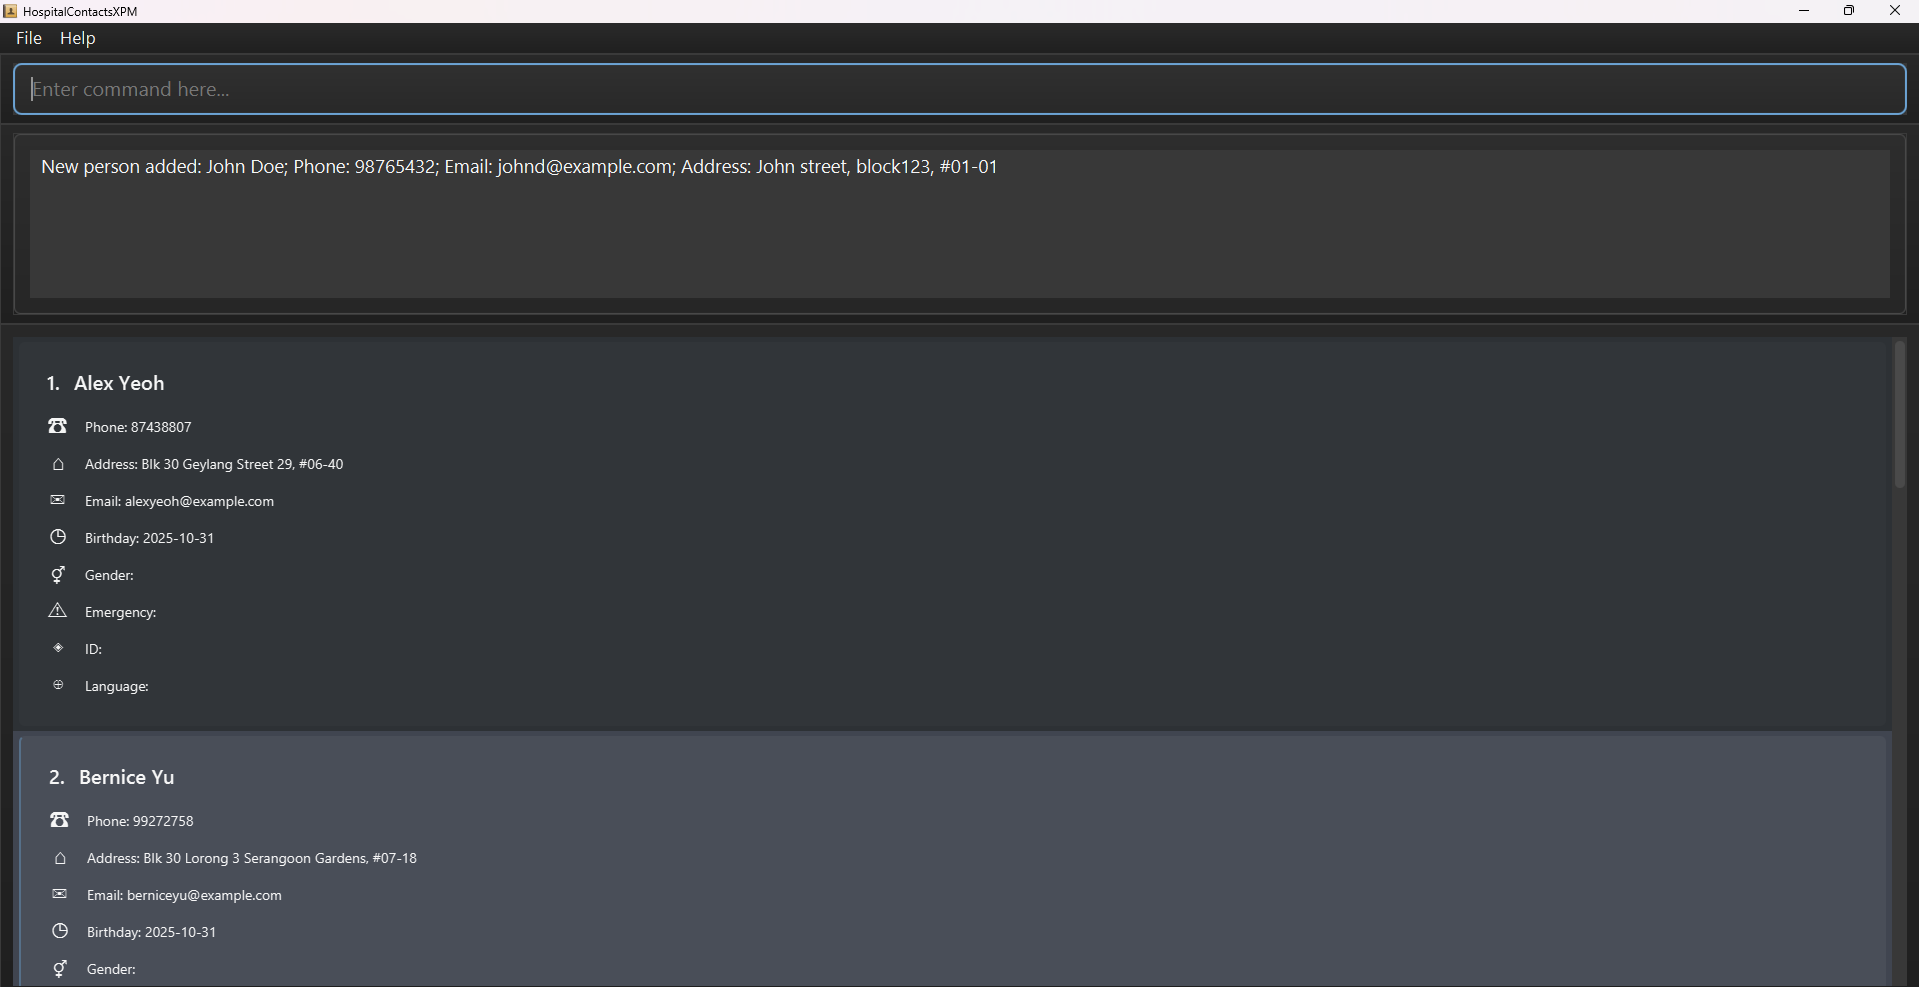 HospitalContactsXPM
File Help
Enter command here...
New person added: John Doe; Phone: 98765432; Email: johnd@example.com; Address: John street, block123, #01-01
1. Alex Yeoh
Phone: 87438807
Address: Blk 30 Geylang Street 29, #06-40
Email: alexyeoh@example.com
Birthday: 2025-10-31
Gender:
Emergency:
ID:
Language:
2. Bernice Yu
Phone: 99272758
Address: Blk 30 Lorong 3 Serangoon Gardens, #07-18
Email: berniceyu@example.com
Birthday: 2025-10-31
Gender: